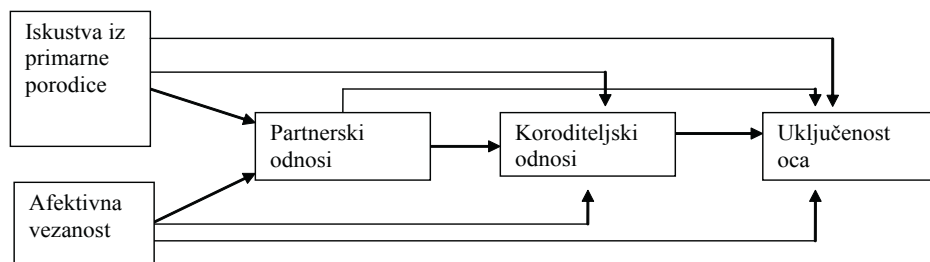 Iskustva iz
primarne
porodice
Partnerski
odnosi
Koroditeljski
odnosi
Uključenost
oca
Afektivna
vezanost